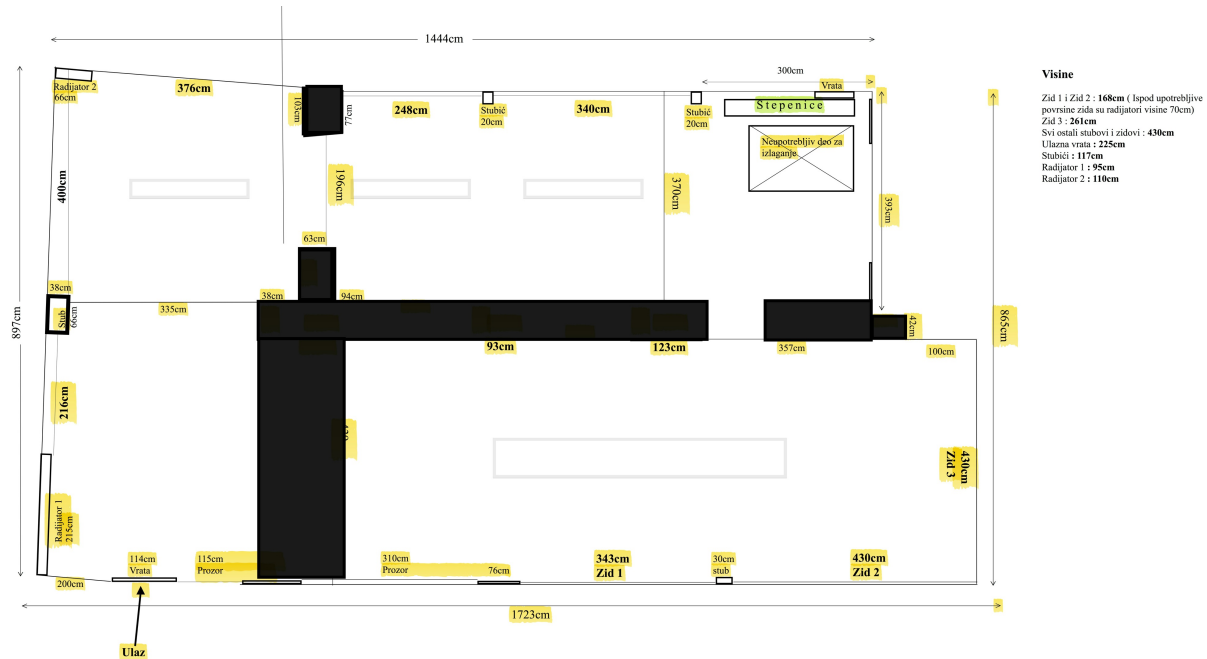 1444cm
300cm
Vrata
Radijator 2
66cm
376cm
103cm
77cm
248cm
Stubić
20cm
340cm
Stubić
20cm
Stepenice
Neupotrebljiv deo za
izlaganje
400cm
196cm
370cm
393cm
63cm
38cm
335cm
38cm
94cm
Stub
66cm
897cm
93cm
123cm
357cm
42cm
100cm
865cm
216cm
430cm
Zid 3
Radijator 1
215cm
114cm
Vrata
115cm
Prozor
310cm
Prozor
76cm
343cm
Zid 1
30cm
stub
430cm
Zid 2
200cm
1723cm
Ulaz
Visine
Zid 1 i Zid 2 : 168cm ( Ispod upotrebljive
povrsine zida su radijatori visine 70cm)
Zid 3 : 261cm
Svi ostali stubovi i zidovi : 430cm
Ulazna vrata : 225cm
Stubići : 117cm
Radijator 1 : 95cm
Radijator 2 : 110cm